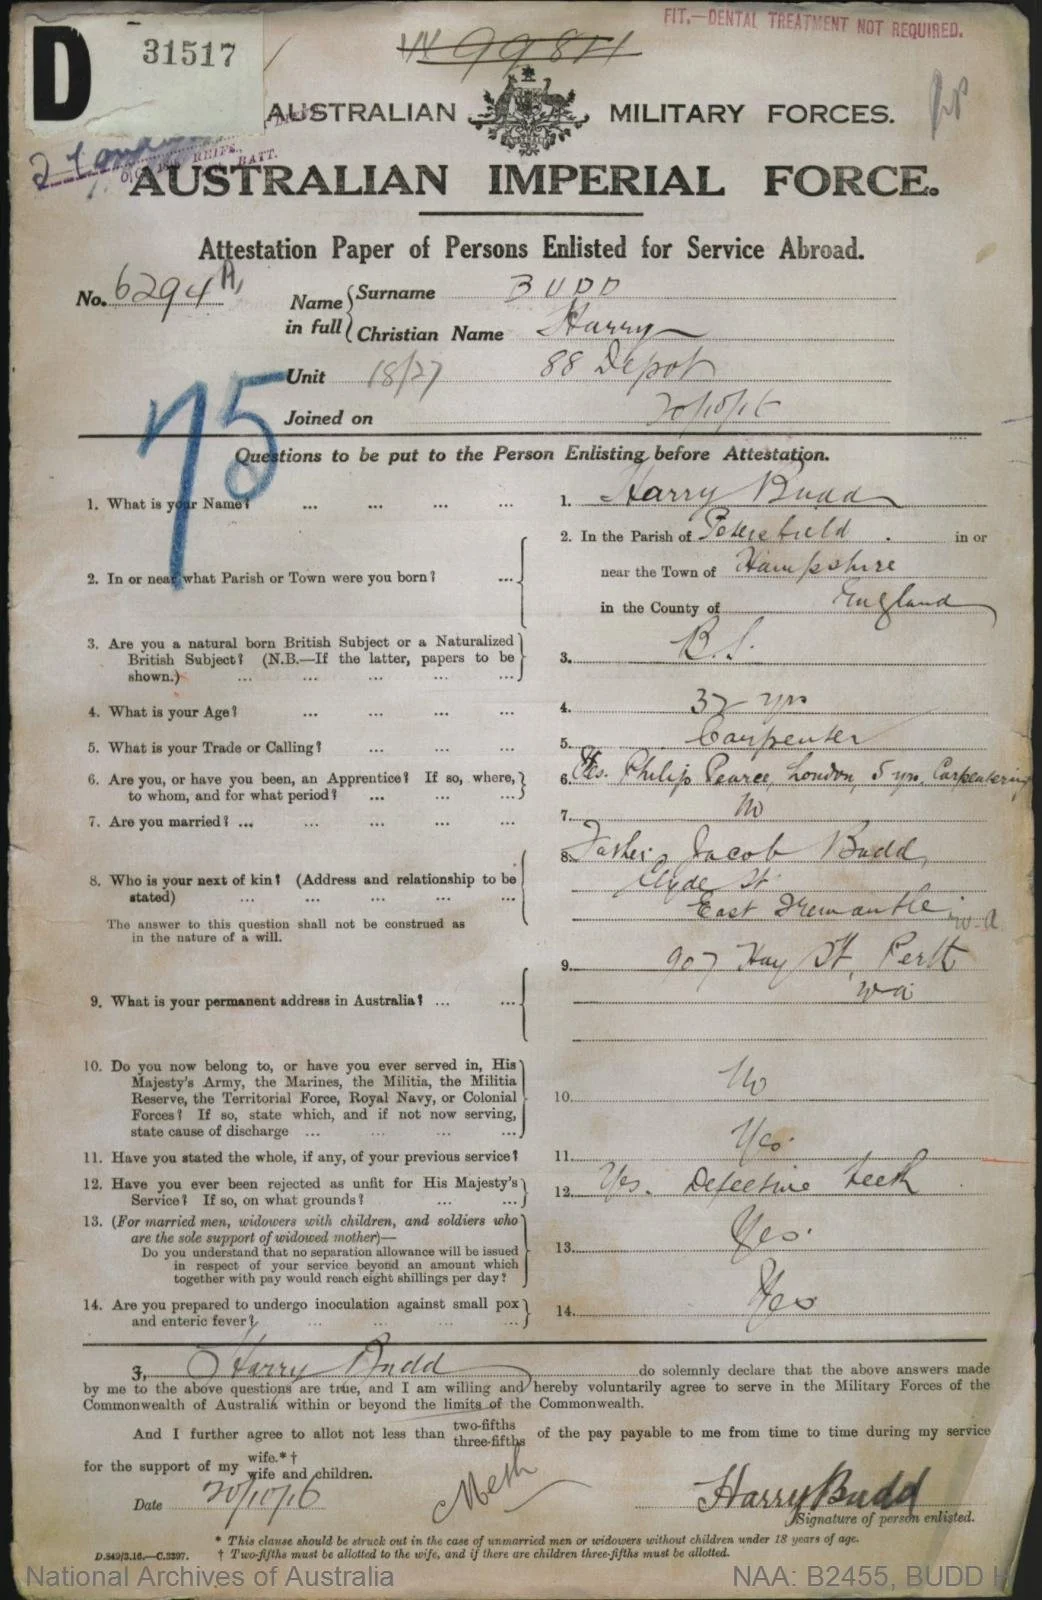 FIT.—DENTAL TREATMENT NOT REQUIRED.
D 31517
AUSTRALIAN MILITARY FORCES.
O/C REIFS., BATT.
AUSTRALIAN IMPERIAL FORCE.
Attestation Paper of Persons Enlisted for Service Abroad.
No. 6294A
Name in full { Surname BUDD
Christian Name Harry
Unit 18/27 88 Depot
Joined on 20/10/16
75
Questions to be put to the Person Enlisting before Attestation.
1. What is your Name? ... ... ... ... 1. Harry Budd
2. In or near what Parish or Town were you born? ... 2. In the Parish of Petersfield in or
near the Town of Hampshire
in the County of England
3. Are you a natural born British Subject or a Naturalized
British Subject? (N.B.—If the latter, papers to be
shown.) ... ... ... ... ... 3. B.S.
4. What is your Age? ... ... ... ... 4. 32 yrs
5. What is your Trade or Calling? ... ... ... 5. Carpenter
6. Are you, or have you been, an Apprentice? If so, where,
to whom, and for what period? ... ... ... 6. Yes. Philip Pearce, London, 5 yrs. Carpentering
7. Are you married? ... ... ... ... ... 7. No
8. Who is your next of kin? (Address and relationship to be
stated) ... ... ... ... ... 8. Father, Jacob Budd,
Clyde St
East Fremantle, W.A
The answer to this question shall not be construed as
in the nature of a will.
9. What is your permanent address in Australia? ... ... 9. 907 Hay St, Perth
W.A
10. Do you now belong to, or have you ever served in, His
Majesty's Army, the Marines, the Militia, the Militia
Reserve, the Territorial Force, Royal Navy, or Colonial
Forces? If so, state which, and if not now serving,
state cause of discharge ... ... ... ... 10. No
11. Have you stated the whole, if any, of your previous service? 11. Yes
12. Have you ever been rejected as unfit for His Majesty's
Service? If so, on what grounds? ... ... 12. Yes. Defective teeth
13. (For married men, widowers with children, and soldiers who
are the sole support of widowed mother)—
Do you understand that no separation allowance will be issued
in respect of your service beyond an amount which
together with pay would reach eight shillings per day? 13. Yes
14. Are you prepared to undergo inoculation against small pox
and enteric fever? ... ... ... ... 14. Yes
I, Harry Budd do solemnly declare that the above answers made
by me to the above questions are true, and I am willing and hereby voluntarily agree to serve in the Military Forces of the
Commonwealth of Australia within or beyond the limits of the Commonwealth.
And I further agree to allot not less than two-fifths three-fifths of the pay payable to me from time to time during my service
for the support of my wife.*† wife and children.
Date 20/10/16 Meth Harry Budd
Signature of person enlisted.
* This clause should be struck out in the case of unmarried men or widowers without children under 18 years of age.
D.849/3.16.—C.3397. † Two-fifths must be allotted to the wife, and if there are children three-fifths must be allotted.
National Archives of Australia NAA: B2455, BUDD H